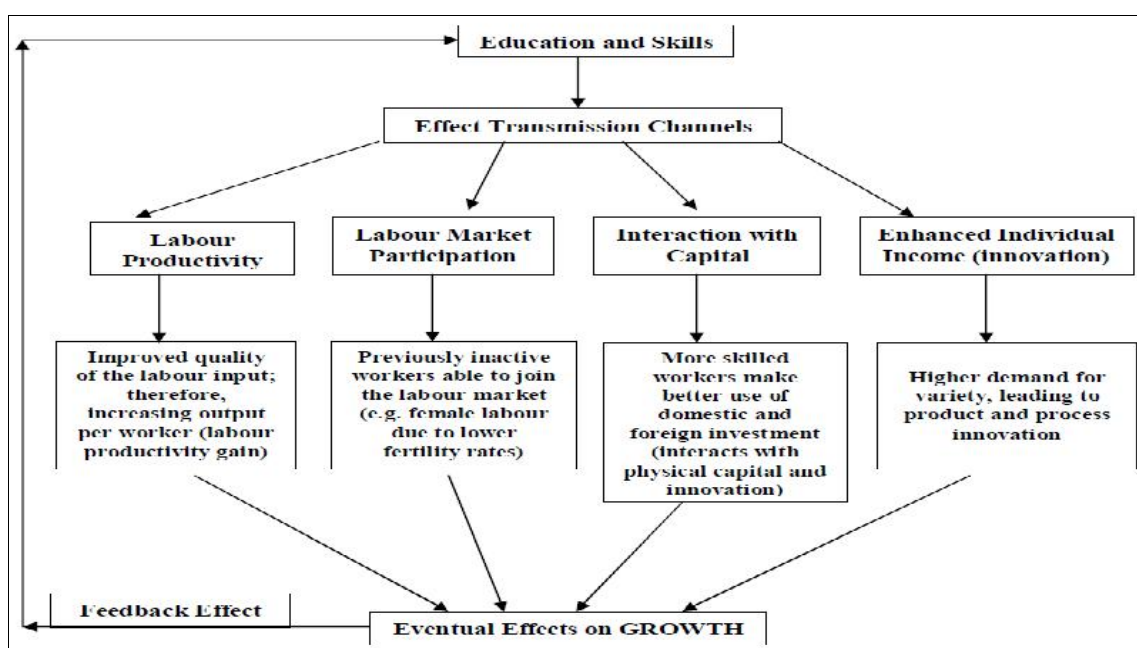 Education and Skills
Effect Transmission Channels
Labour
Productivity
Labour Market
Participation
Interaction with
Capital
Enhanced Individual
Income (innovation)
Improved quality
of the labour input;
therefore,
increasing output
per worker (labour
productivity gain)
Previously inactive
workers able to join
the labour market
(e.g. female labour
due to lower
fertility rates)
More skilled
workers make
better use of
domestic and
foreign investment
(interacts with
physical capital and
innovation)
Higher demand for
variety, leading to
product and process
innovation
Feedback Effect
Eventual Effects on GROWTH